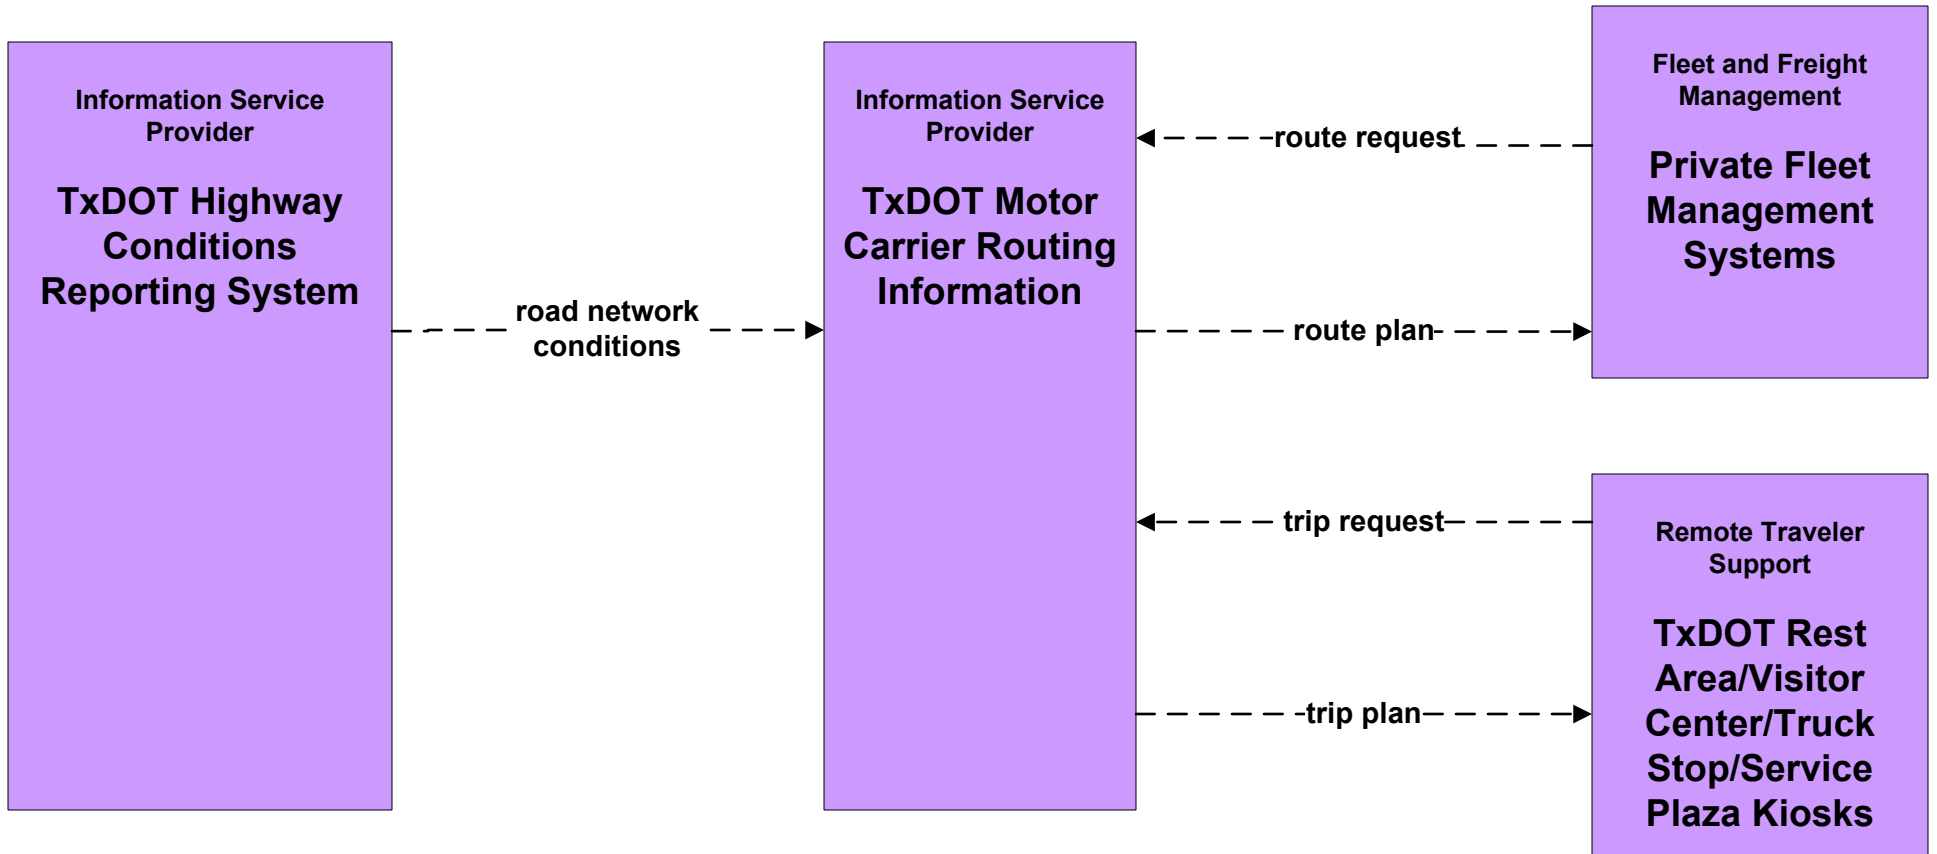 Information Service
Provider
TxDOT Highway
Conditions
Reporting System
road network
conditions
Information Service
Provider
TxDOT Motor
Carrier Routing
Information
route request
route plan
trip request
trip plan
Fleet and Freight
Management
Private Fleet
Management
Systems
Remote Traveler
Support
TxDOT Rest
Area/Visitor
Center/Truck
Stop/Service
Plaza Kiosks